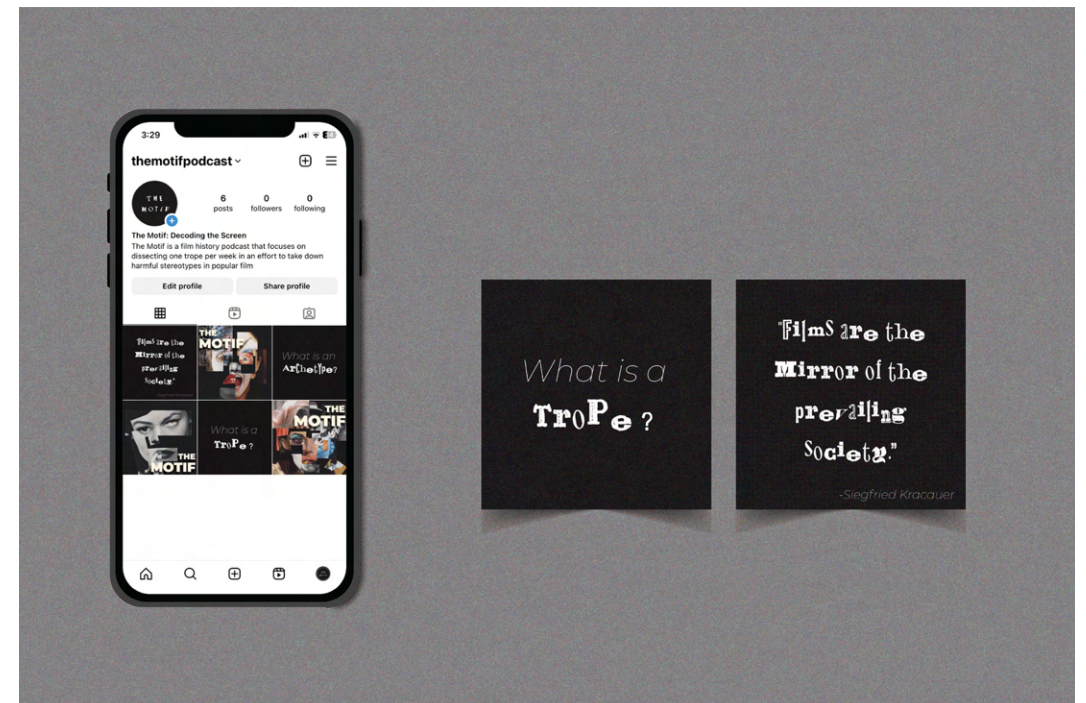 3:29
themotifpodcast
THE
MOTIF
6
posts
0
followers
0
following
The Motif: Decoding the Screen
The Motif is a film history podcast that focuses on
dissecting one trope per week in an effort to take down
harmful stereotypes in popular film
Edit profile
Share profile
"Films are the
Mirror of the
prevailing
Society."
-Siegfried Kracauer
THE
MOTIF
What is an
Archetype?
THE
MOTIF
What is a
TroPe ?
THE
MOTIF
What is a
TroPe ?
"FilmS are the
Mirror of the
prevailing
Society."
-Siegfried Kracauer